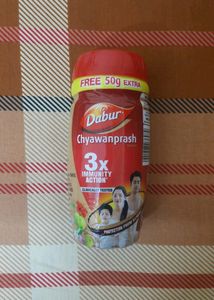 FREE 50g EXTRA
Dabur
Chyawanprash
3x
IMMUNITY
ACTION*
CLINICALLY TESTED